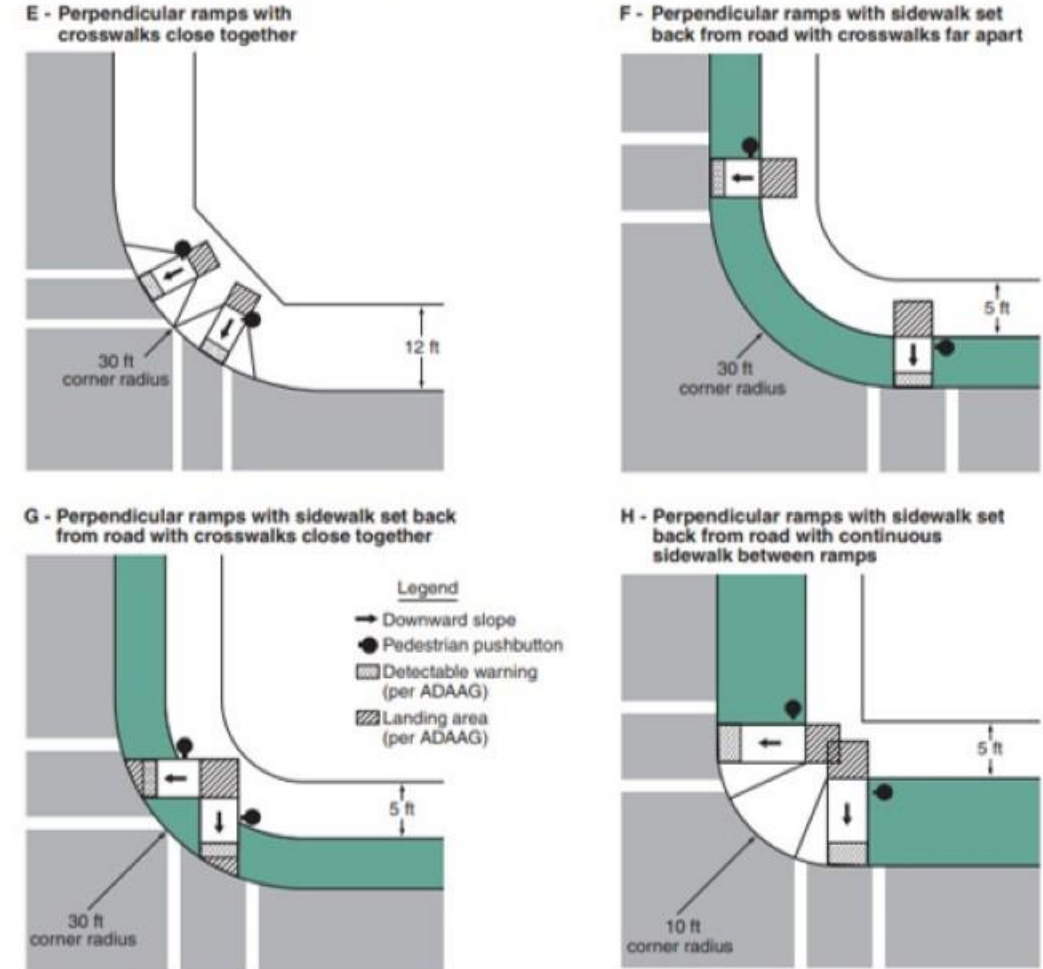 E - Perpendicular ramps with
crosswalks close together
30 ft
corner radius
12 ft
F - Perpendicular ramps with sidewalk set
back from road with crosswalks far apart
5 ft
30 ft
corner radius
G - Perpendicular ramps with sidewalk set back
from road with crosswalks close together
Legend
Downward slope
Pedestrian pushbutton
Detectable warning
(per ADAAG)
Landing area
(per ADAAG)
5 ft
30 ft
corner radius
H - Perpendicular ramps with sidewalk set
back from road with continuous
sidewalk between ramps
5 ft
10 ft
corner radius